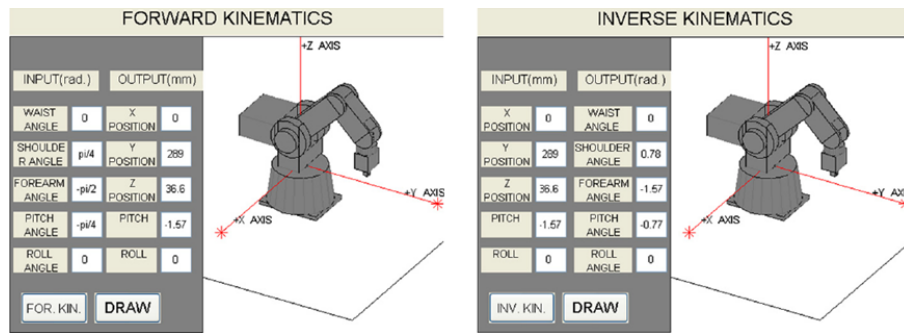 FORWARD KINEMATICS
INPUT(rad.) OUTPUT(mm)
WAIST ANGLE 0 X POSITION 0
SHOULDE R ANGLE pi/4 Y POSITION 289
FOREARM ANGLE -pi/2 Z POSITION 36.6
PITCH ANGLE -pi/4 PITCH -1.57
ROLL ANGLE 0 ROLL 0
FOR. KIN. DRAW
+Z AXIS
+Y AXIS
+X AXIS
INVERSE KINEMATICS
INPUT(mm) OUTPUT(rad.)
X POSITION 0 WAIST ANGLE 0
Y POSITION 289 SHOULDER ANGLE 0.78
Z POSITION 36.6 FOREARM ANGLE -1.57
PITCH -1.57 PITCH ANGLE -0.77
ROLL 0 ROLL ANGLE 0
INV. KIN. DRAW
+Z AXIS
+Y AXIS
+X AXIS